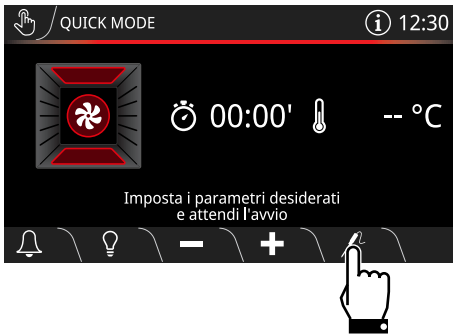 QUICK MODE
i 12:30
00:00' -- °C
Imposta i parametri desiderati
e attendi l'avvio